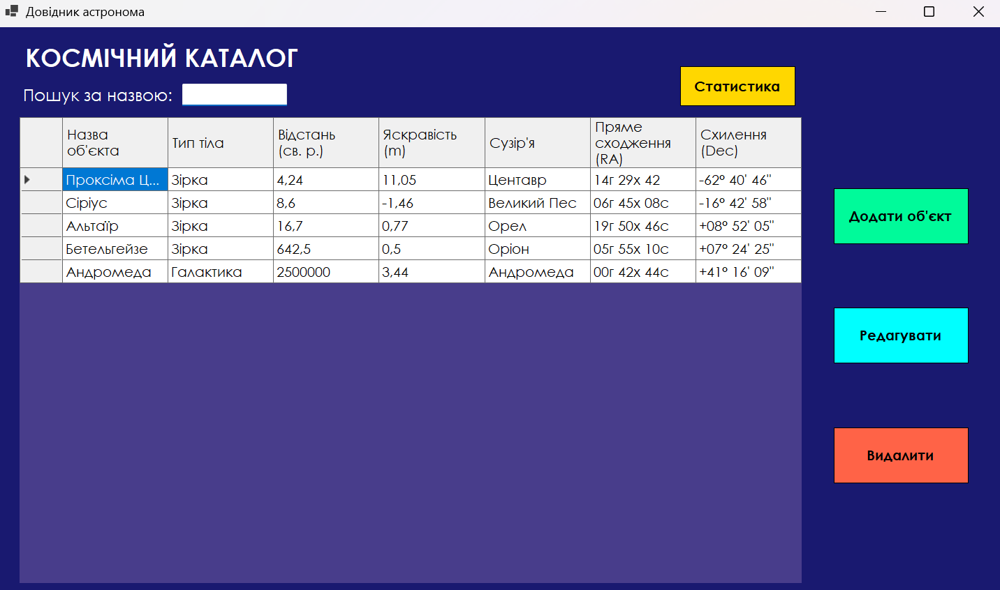 Довідник астронома
КОСМІЧНИЙ КАТАЛОГ
Пошук за назвою:
Статистика
Назва об'єкта Тип тіла Відстань (св. р.) Яскравість (m) Сузір'я Пряме сходження (RA) Схилення (Dec)
Проксіма Ц... Зірка 4,24 11,05 Центавр 14г 29х 42 -62° 40' 46"
Сіріус Зірка 8,6 -1,46 Великий Пес 06г 45х 08с -16° 42' 58"
Альтаїр Зірка 16,7 0,77 Орел 19г 50х 46с +08° 52' 05"
Бетельгейзе Зірка 642,5 0,5 Оріон 05г 55х 10с +07° 24' 25"
Андромеда Галактика 2500000 3,44 Андромеда 00г 42х 44с +41° 16' 09"
Додати об'єкт
Редагувати
Видалити